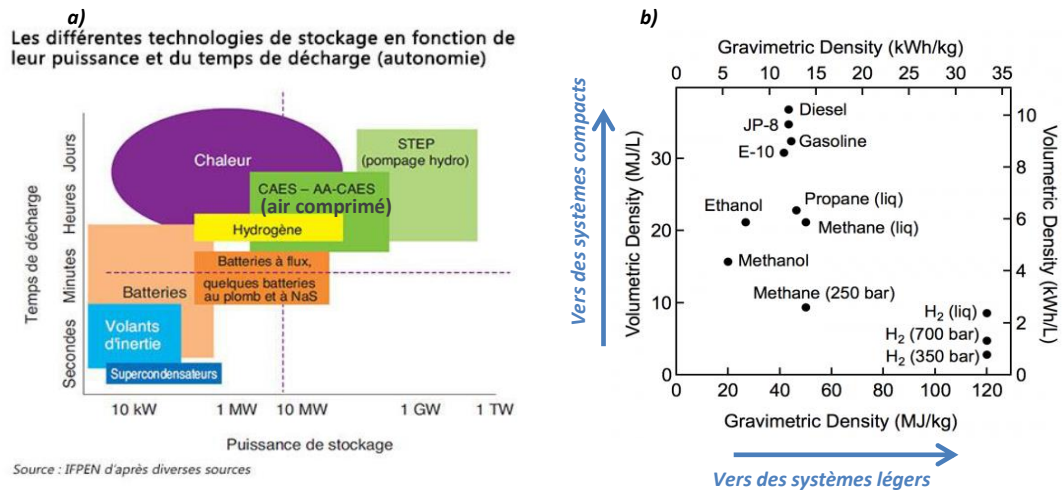 a)
Les différentes technologies de stockage en fonction de
leur puissance et du temps de décharge (autonomie)
Temps de décharge
Jours
Heures
Minutes
Secondes
Chaleur
STEP
(pompage hydro)
CAES – AA-CAES
(air comprimé)
Hydrogène
Batteries à flux,
quelques batteries
au plomb et à NaS
Batteries
Volants
d'inertie
Supercondensateurs
10 kW
1 MW
10 MW
1 GW
1 TW
Puissance de stockage
Source : IFPEN d'après diverses sources
b)
Gravimetric Density (kWh/kg)
0 5 10 15 20 25 30 35
Vers des systèmes compacts
Volumetric Density (MJ/L)
30
20
10
0
Diesel
JP-8
Gasoline
E-10
Ethanol
Propane (liq)
Methane (liq)
Methanol
Methane (250 bar)
H₂ (liq)
H₂ (700 bar)
H₂ (350 bar)
10
8
6
4
2
0
Volumetric Density (kWh/L)
0 20 40 60 80 100 120
Gravimetric Density (MJ/kg)
Vers des systèmes légers